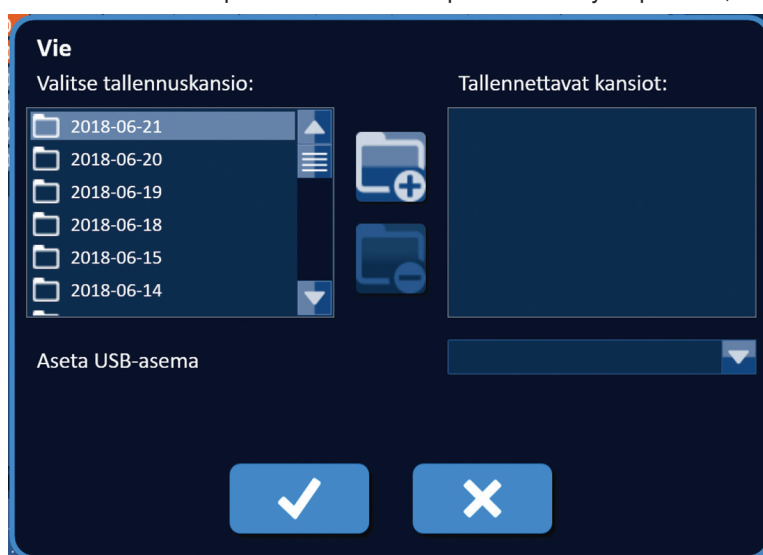 Vie
Valitse tallennuskansio:
Tallennettavat kansiot:
2018-06-21
2018-06-20
2018-06-19
2018-06-18
2018-06-15
2018-06-14
Aseta USB-asema